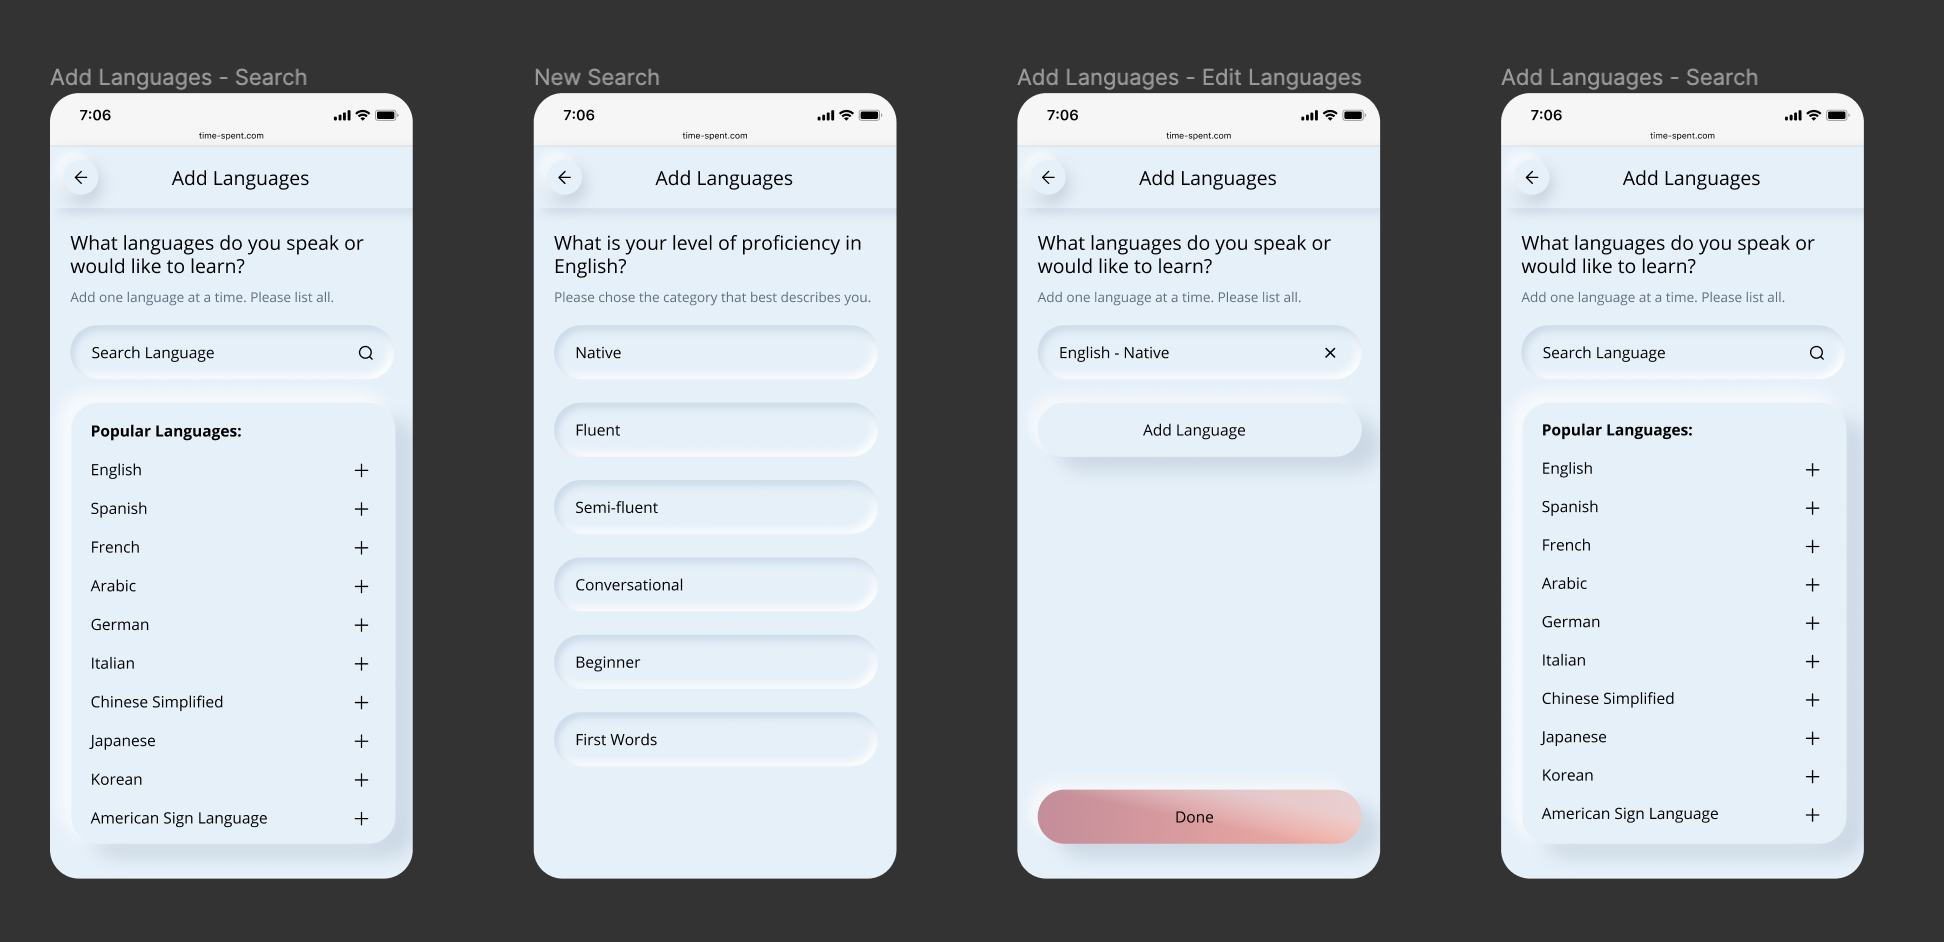 Add Languages - Search
7:06
time-spent.com
Add Languages
What languages do you speak or
would like to learn?
Add one language at a time. Please list all.
Search Language
Popular Languages:
English
Spanish
French
Arabic
German
Italian
Chinese Simplified
Japanese
Korean
American Sign Language
New Search
7:06
time-spent.com
Add Languages
What is your level of proficiency in
English?
Please chose the category that best describes you.
Native
Fluent
Semi-fluent
Conversational
Beginner
First Words
Add Languages - Edit Languages
7:06
time-spent.com
Add Languages
What languages do you speak or
would like to learn?
Add one language at a time. Please list all.
English - Native
Add Language
Done
Add Languages - Search
7:06
time-spent.com
Add Languages
What languages do you speak or
would like to learn?
Add one language at a time. Please list all.
Search Language
Popular Languages:
English
Spanish
French
Arabic
German
Italian
Chinese Simplified
Japanese
Korean
American Sign Language